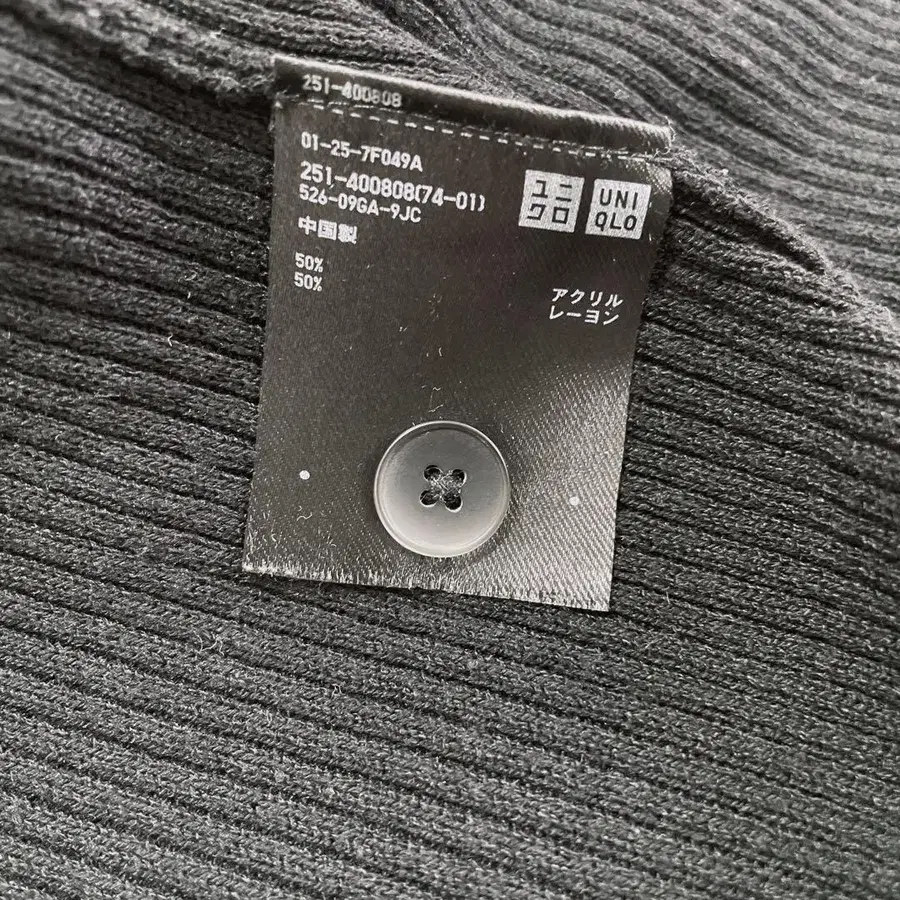 251-400808
01-25-7F049A
251-400808(74-01)
526-09GA-9JC
中国製
ユニ
クロ
UNI
QLO
50%
50%
アクリル
レーヨン